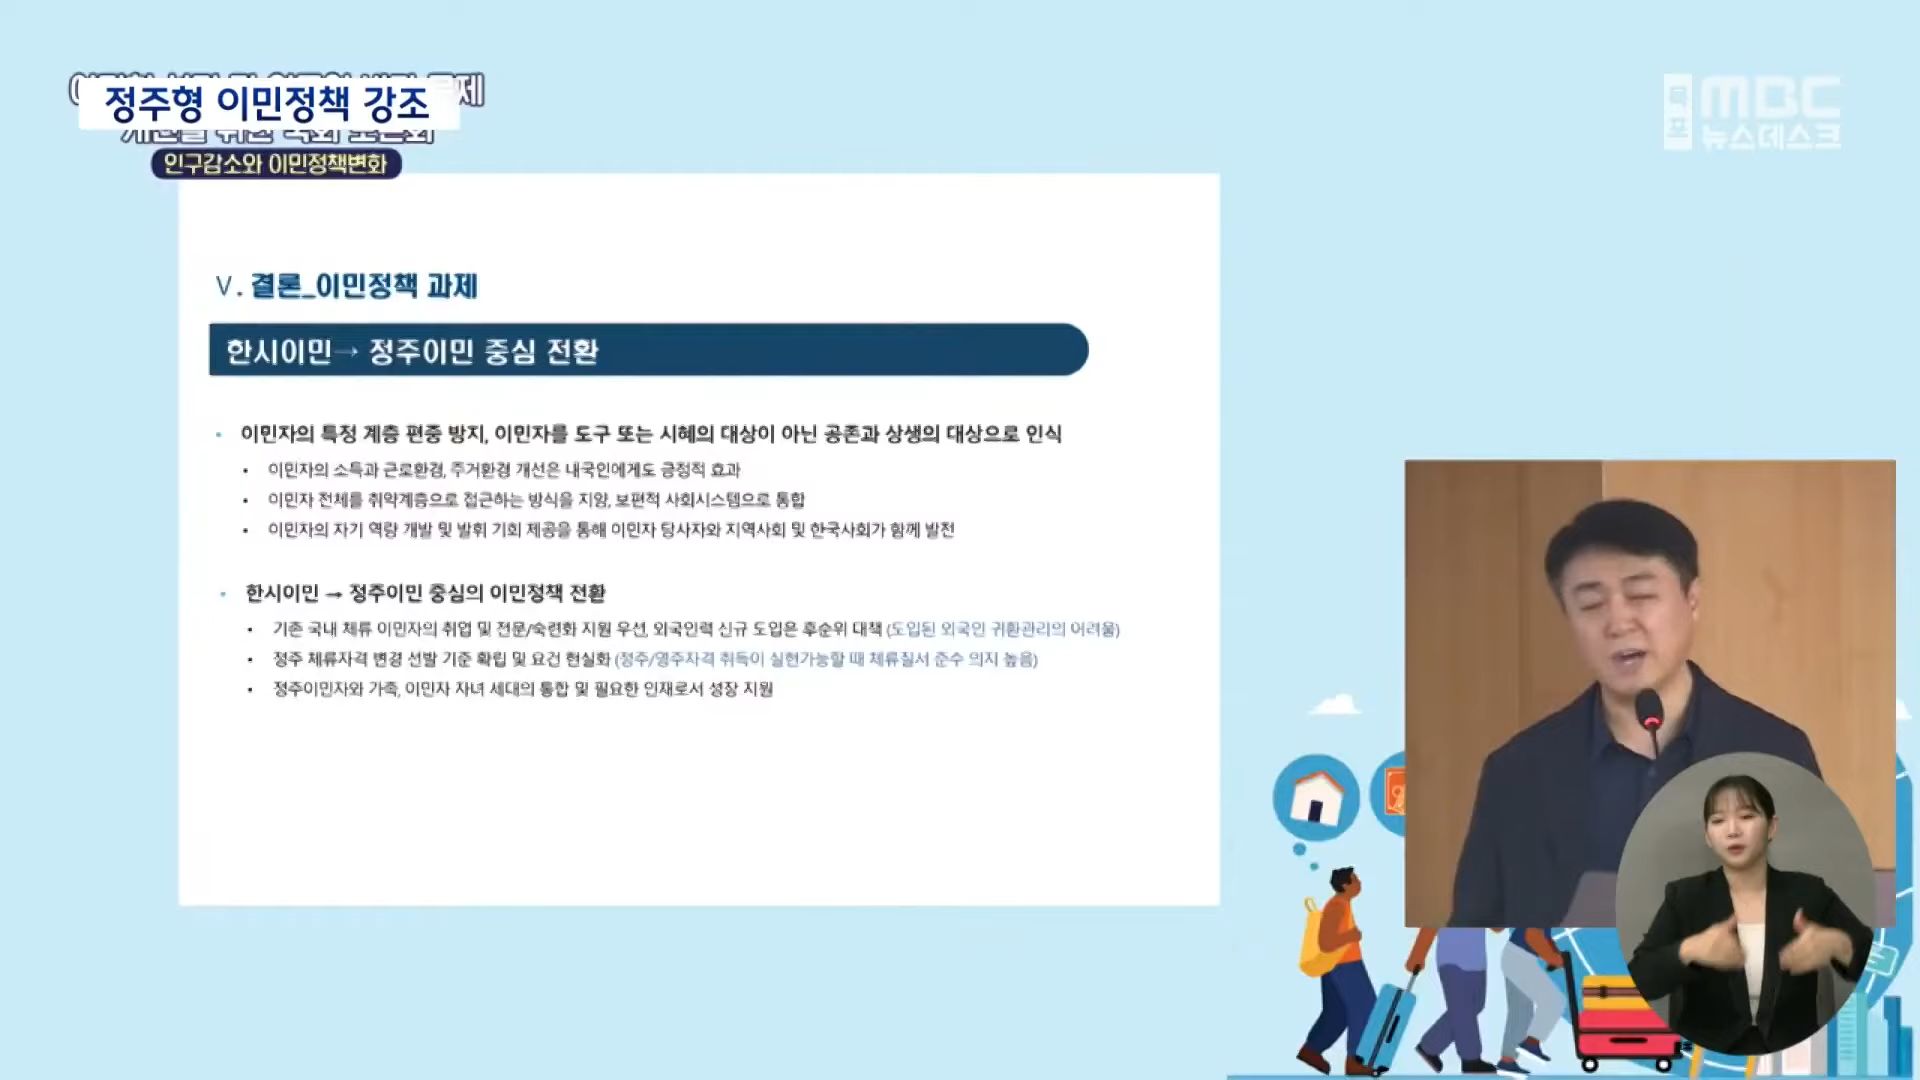 정주형 이민정책 강조
인구감소와 이민정책변화
목포
MBC
뉴스데스크
Ⅴ. 결론_이민정책 과제
한시이민→ 정주이민 중심 전환
• 이민자의 특정 계층 편중 방지, 이민자를 도구 또는 시혜의 대상이 아닌 공존과 상생의 대상으로 인식
• 이민자의 소득과 근로환경, 주거환경 개선은 내국인에게도 긍정적 효과
• 이민자 전체를 취약계층으로 접근하는 방식을 지양, 보편적 사회시스템으로 통합
• 이민자의 자기 역량 개발 및 발휘 기회 제공을 통해 이민자 당사자와 지역사회 및 한국사회가 함께 발전
• 한시이민 → 정주이민 중심의 이민정책 전환
• 기존 국내 체류 이민자의 취업 및 전문/숙련화 지원 우선, 외국인력 신규 도입은 후순위 대책 (도입된 외국인 귀환관리의 어려움)
• 정주 체류자격 변경 선발 기준 확립 및 요건 현실화 (정주/영주자격 취득이 실현가능할 때 체류질서 준수 의지 높음)
• 정주이민자와 가족, 이민자 자녀 세대의 통합 및 필요한 인재로서 성장 지원